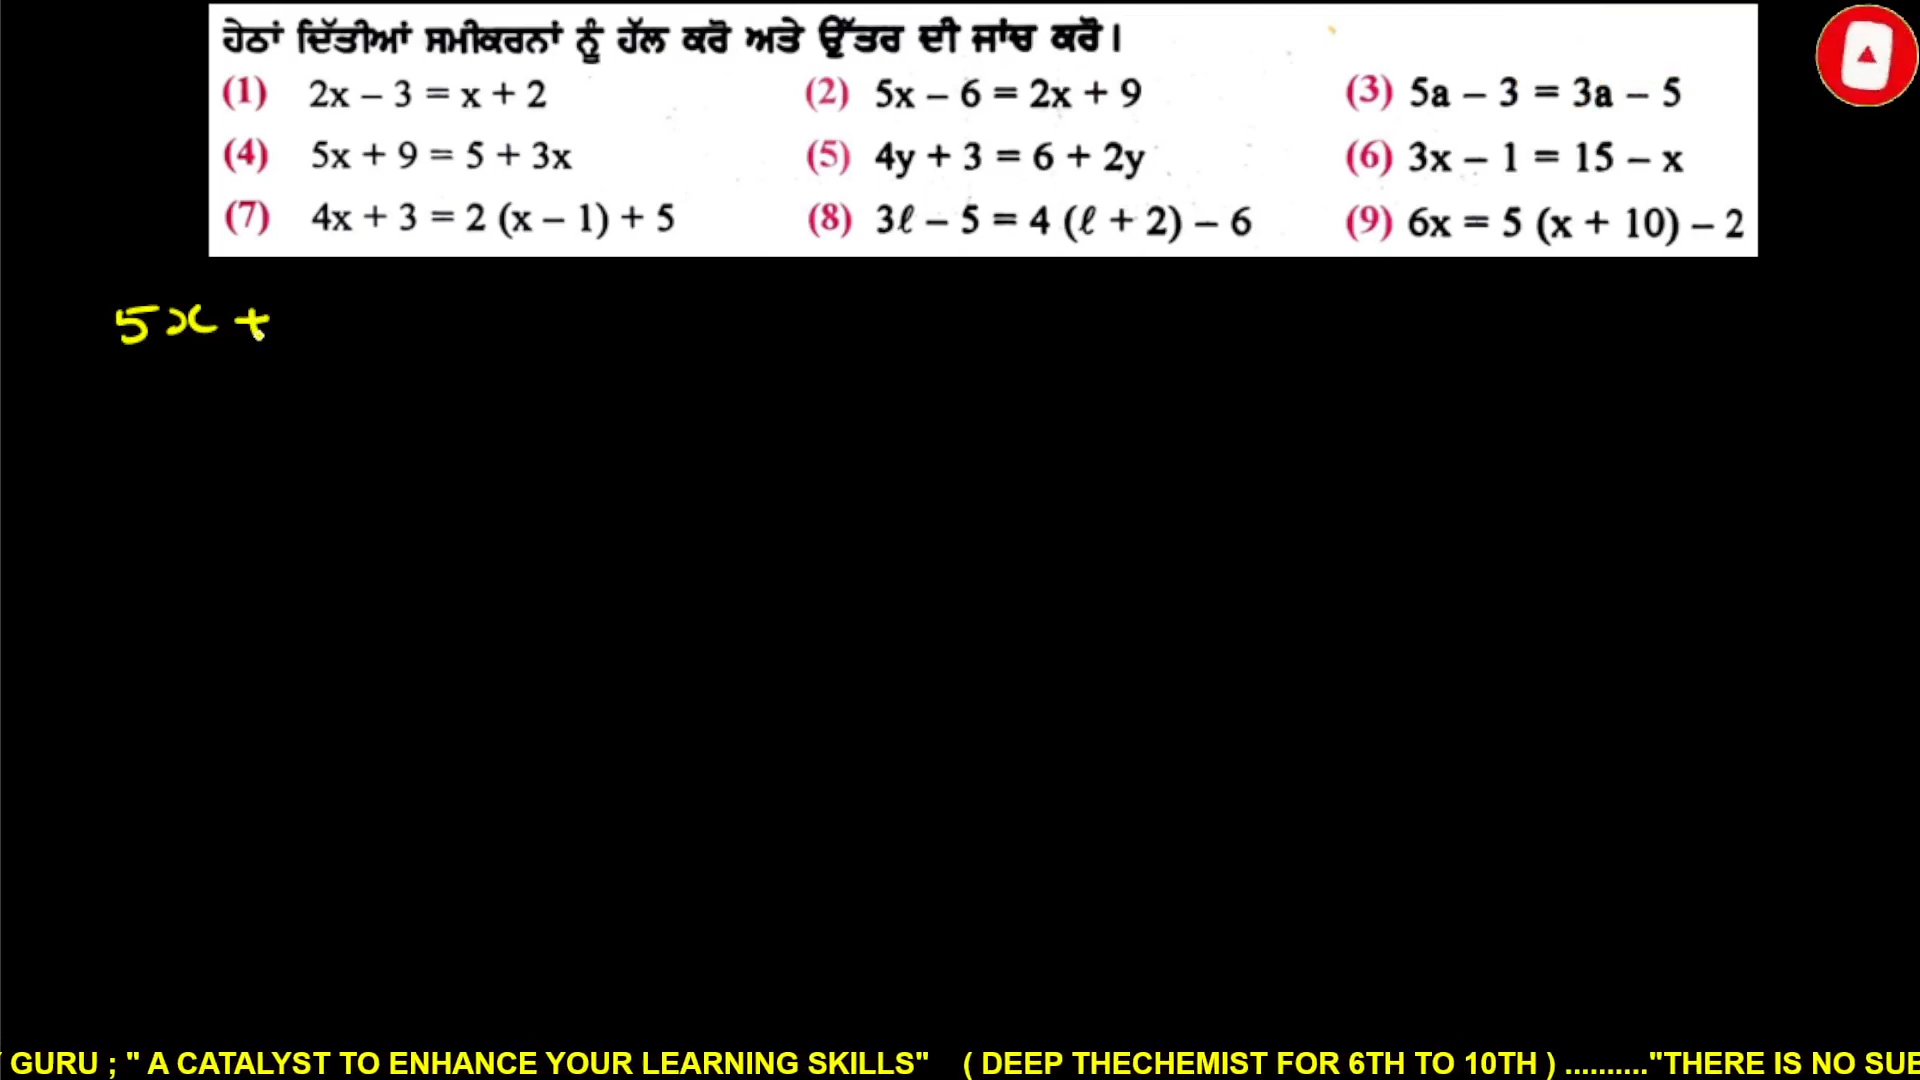 ਹੇਠਾਂ ਦਿੱਤੀਆਂ ਸਮੀਕਰਨਾਂ ਨੂੰ ਹੱਲ ਕਰੋ ਅਤੇ ਉੱਤਰ ਦੀ ਜਾਂਚ ਕਰੋ।
(1) 2x – 3 = x + 2 (2) 5x – 6 = 2x + 9 (3) 5a – 3 = 3a – 5
(4) 5x + 9 = 5 + 3x (5) 4y + 3 = 6 + 2y (6) 3x – 1 = 15 – x
(7) 4x + 3 = 2 (x – 1) + 5 (8) 3ℓ – 5 = 4 (ℓ + 2) – 6 (9) 6x = 5 (x + 10) – 2
5x +
GURU ; " A CATALYST TO ENHANCE YOUR LEARNING SKILLS" ( DEEP THECHEMIST FOR 6TH TO 10TH ) .........."THERE IS NO